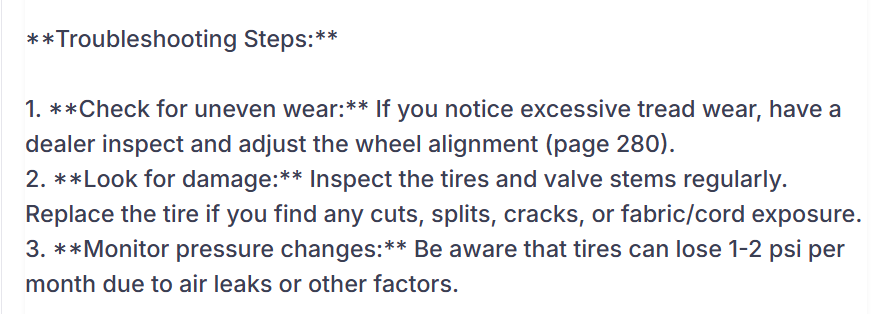 **Troubleshooting Steps:**
1. **Check for uneven wear:** If you notice excessive tread wear, have a
dealer inspect and adjust the wheel alignment (page 280).
2. **Look for damage:** Inspect the tires and valve stems regularly.
Replace the tire if you find any cuts, splits, cracks, or fabric/cord exposure.
3. **Monitor pressure changes:** Be aware that tires can lose 1-2 psi per
month due to air leaks or other factors.